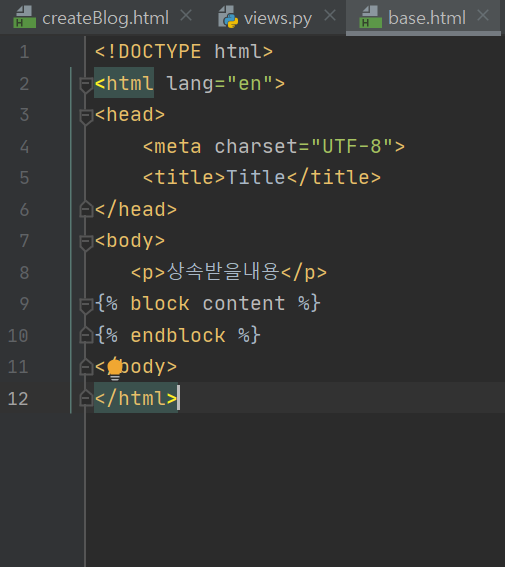 createBlog.html views.py base.html
1 <!DOCTYPE html>
2 <html lang="en">
3 <head>
4 <meta charset="UTF-8">
5 <title>Title</title>
6 </head>
7 <body>
8 <p>상속받을내용</p>
9 {% block content %}
10 {% endblock %}
11 <body>
12 </html>